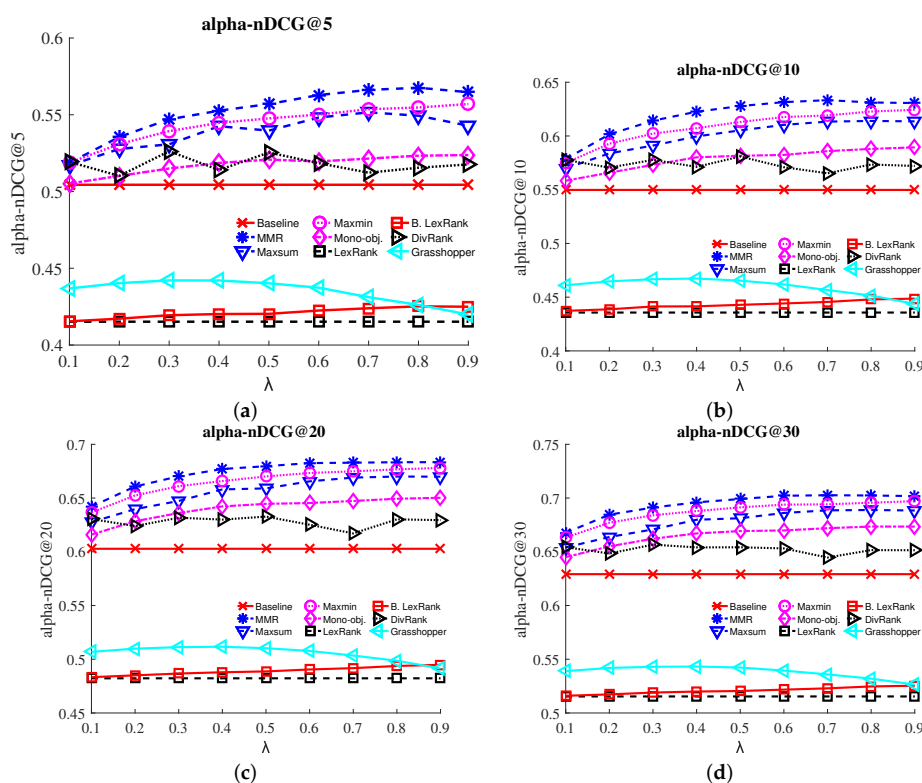 alpha-nDCG@5
alpha-nDCG@5
0.6
0.55
0.5
0.45
0.4
Baseline
MMR
Maxsum
Maxmin
Mono-obj.
LexRank
B. LexRank
DivRank
Grasshopper
0.1 0.2 0.3 0.4 0.5 0.6 0.7 0.8 0.9
λ
(a)
alpha-nDCG@10
alpha-nDCG@10
0.65
0.6
0.55
0.5
0.45
0.4
Baseline
MMR
Maxsum
Maxmin
Mono-obj.
LexRank
B. LexRank
DivRank
Grasshopper
0.1 0.2 0.3 0.4 0.5 0.6 0.7 0.8 0.9
λ
(b)
alpha-nDCG@20
alpha-nDCG@20
0.7
0.65
0.6
0.55
0.5
0.45
Baseline
MMR
Maxsum
Maxmin
Mono-obj.
LexRank
B. LexRank
DivRank
Grasshopper
0.1 0.2 0.3 0.4 0.5 0.6 0.7 0.8 0.9
λ
(c)
alpha-nDCG@30
alpha-nDCG@30
0.75
0.7
0.65
0.6
0.55
0.5
Baseline
MMR
Maxsum
Maxmin
Mono-obj.
LexRank
B. LexRank
DivRank
Grasshopper
0.1 0.2 0.3 0.4 0.5 0.6 0.7 0.8 0.9
λ
(d)